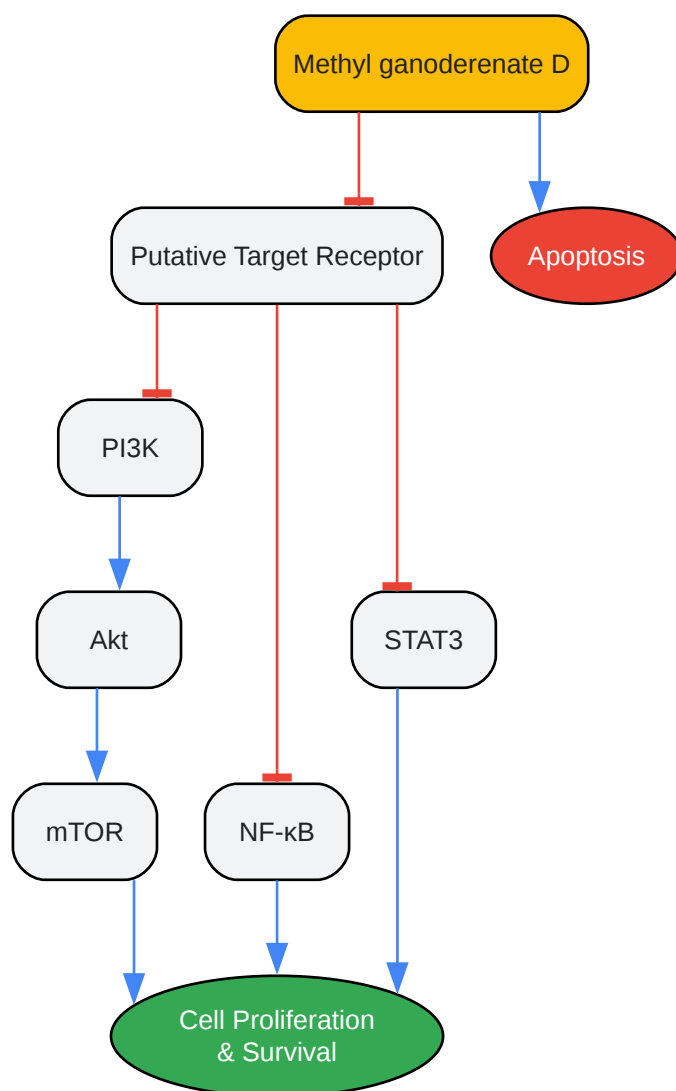 Methyl ganoderenate D
Putative Target Receptor
Apoptosis
PI3K
Akt
STAT3
mTOR
NF-κB
Cell Proliferation
& Survival